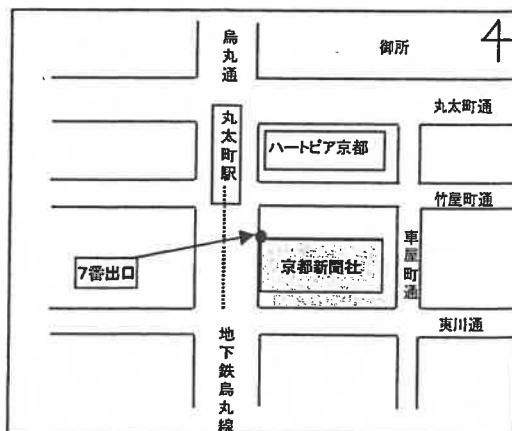 烏丸通
御所
4
丸太町通
丸太町駅
ハートピア京都
竹屋町通
車屋町通
7番出口
京都新聞社
夷川通
地下鉄烏丸線